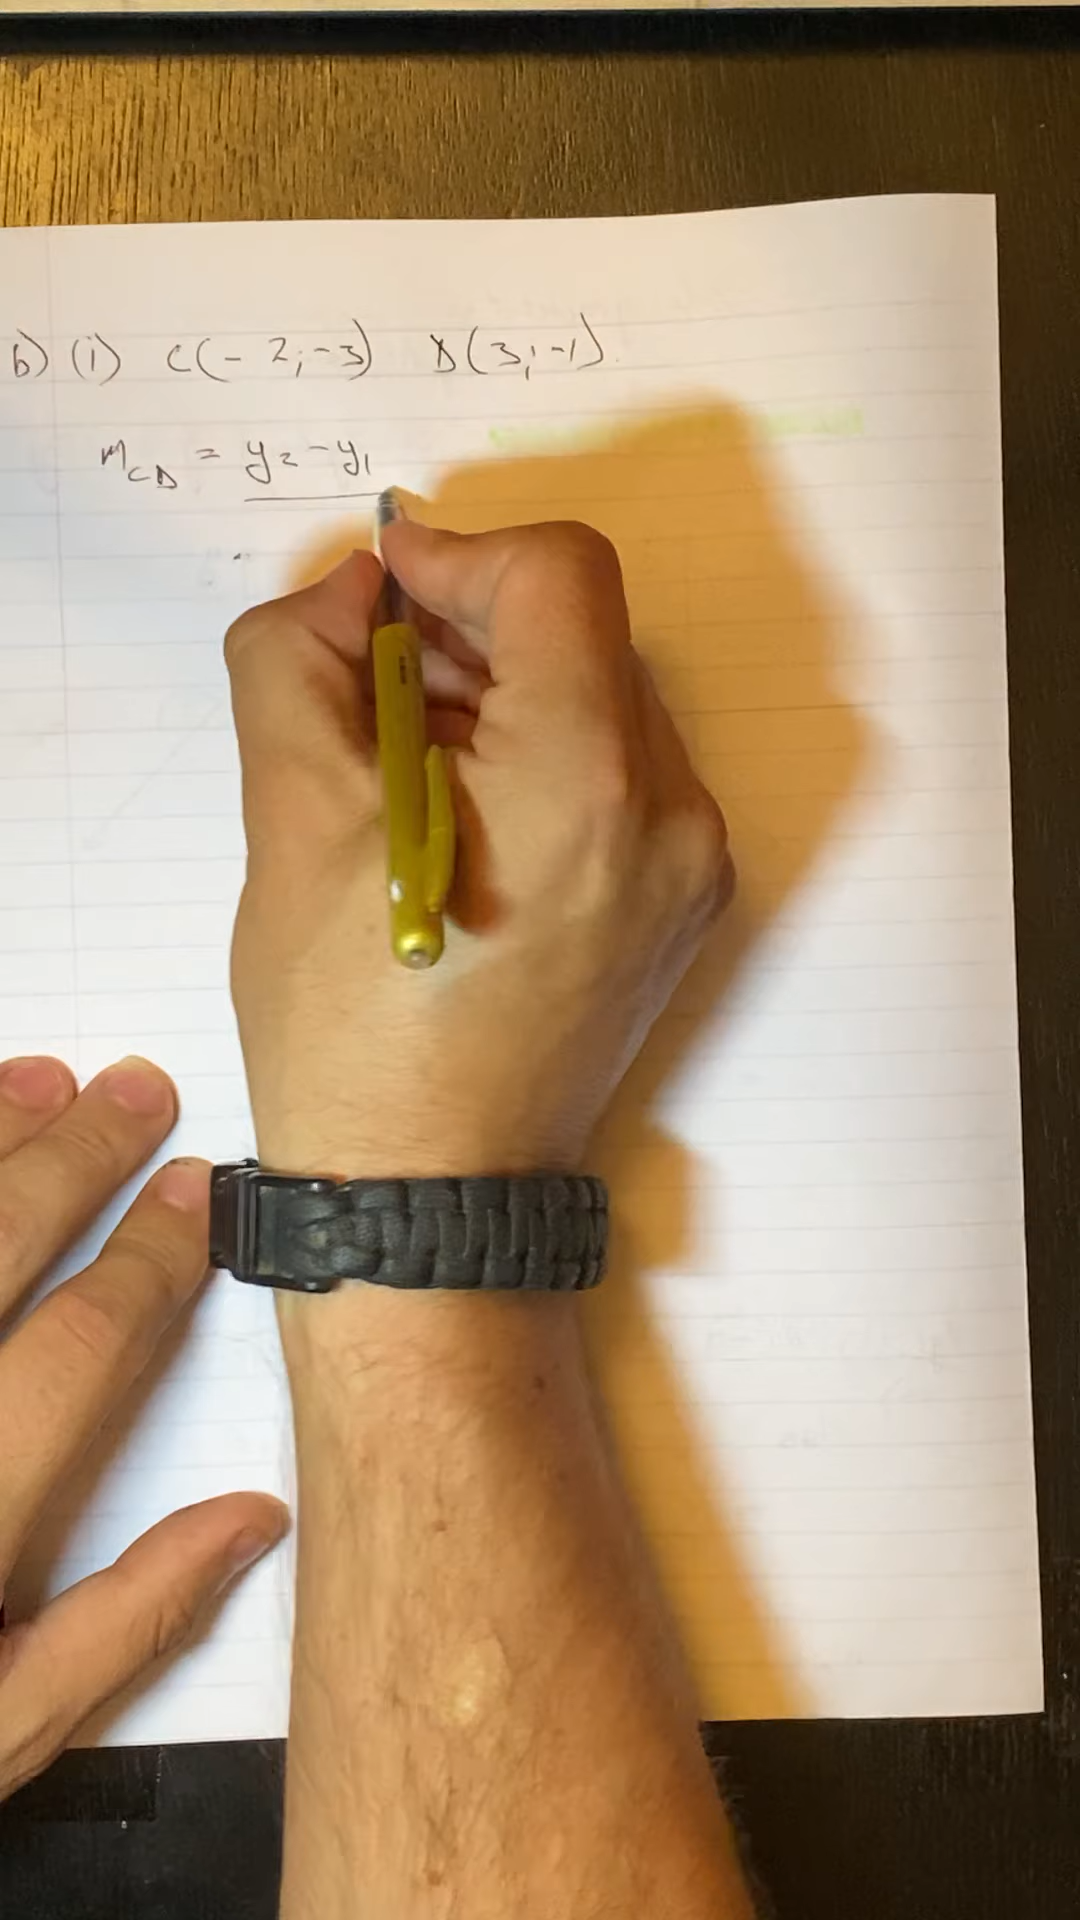 b) (i) C(-2;-3) D(3;-1).
m_CD = y₂-y₁